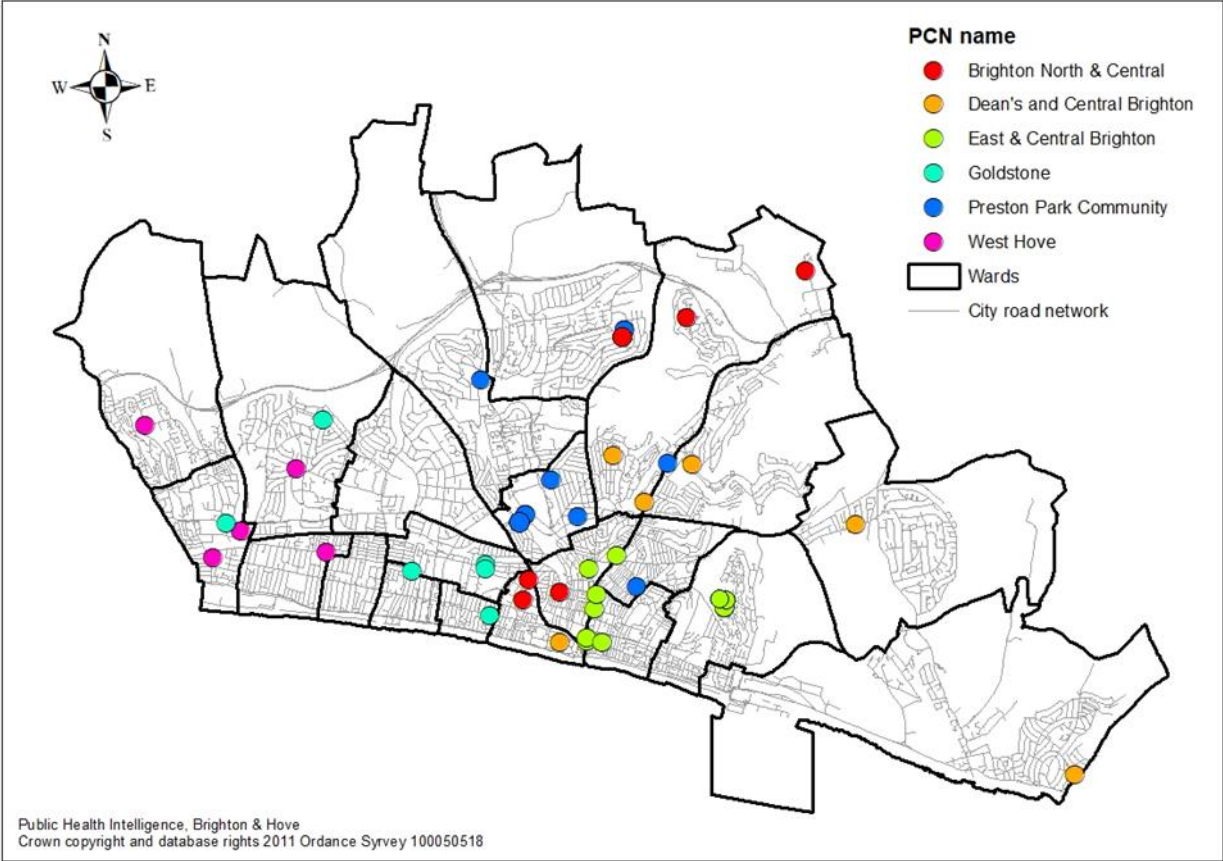 N
W E
S
PCN name
Brighton North & Central
Dean's and Central Brighton
East & Central Brighton
Goldstone
Preston Park Community
West Hove
Wards
City road network
Public Health Intelligence, Brighton & Hove
Crown copyright and database rights 2011 Ordance Syrvey 100050518